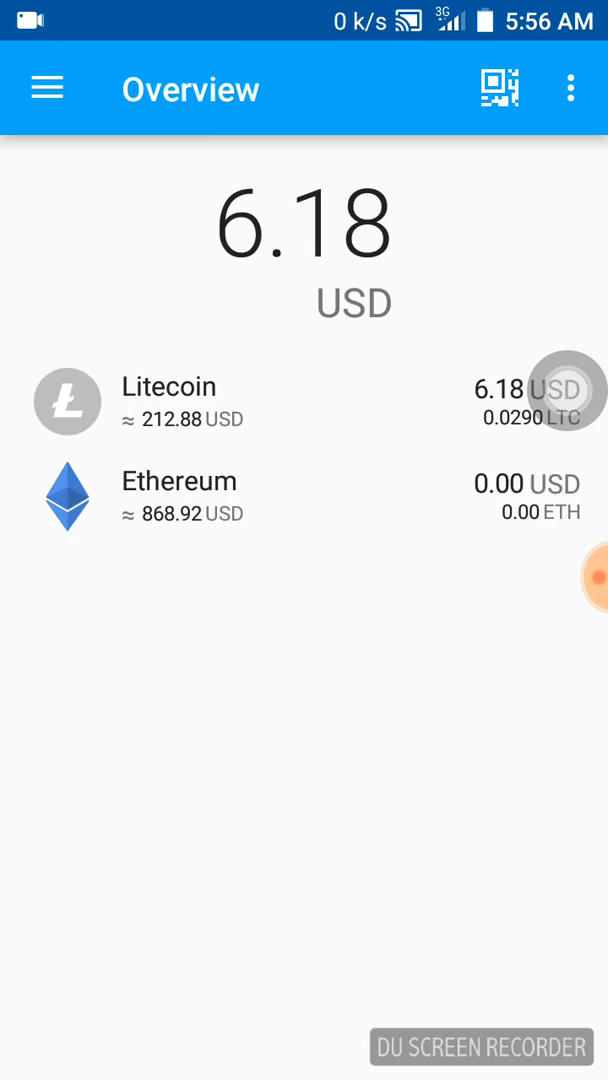 0 k/s 3G 5:56 AM
Overview
6.18
USD
Litecoin 6.18 USD
≈ 212.88 USD 0.0290 LTC
Ethereum 0.00 USD
≈ 868.92 USD 0.00 ETH
DU SCREEN RECORDER